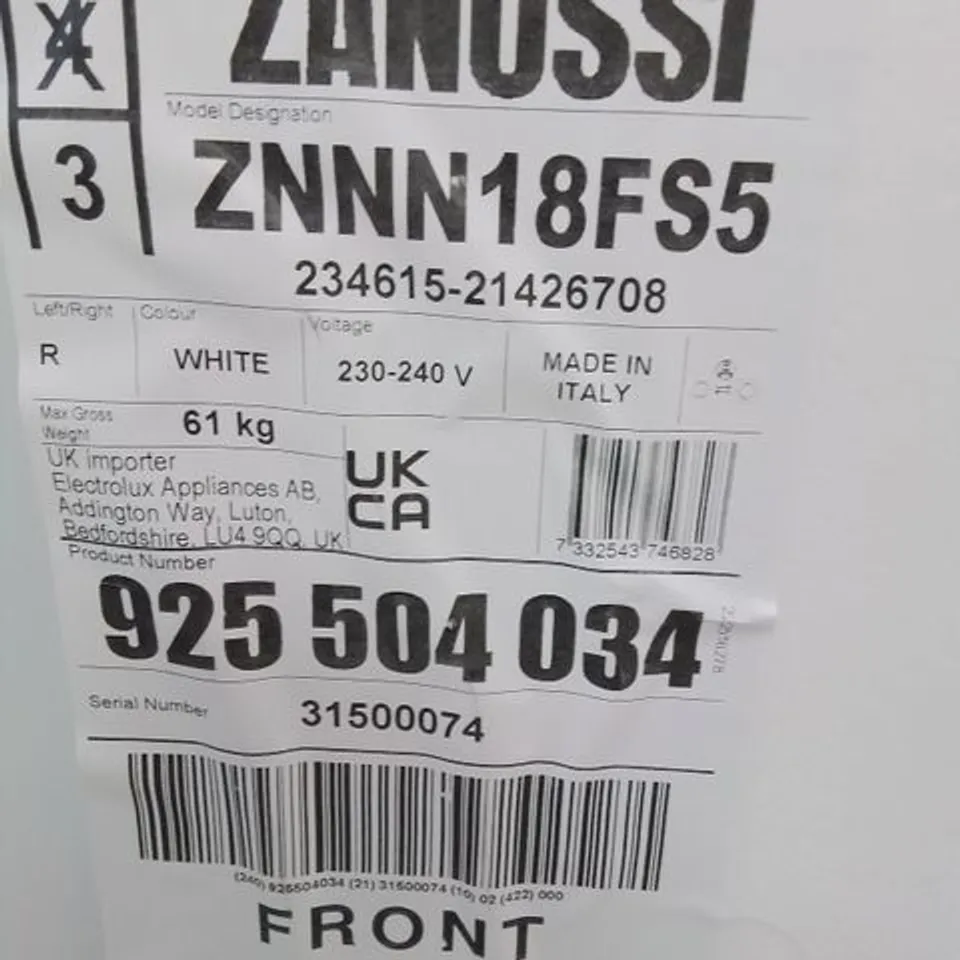 ZANUSSI
Model Designation
3
ZNNN18FS5
234615-21426708
Left/Right
Colour
Voltage
R
WHITE
230-240 V
MADE IN
ITALY
Max Gross
Weight
61 kg
UK importer
Electrolux Appliances AB,
Addington Way, Luton,
Bedfordshire, LU4 9QQ, UK
UK
CA
7 332543 746828
Product Number
925 504 034
Serial Number
31500074
(240) 925504034 (21) 31500074 (10) 02 (422) 000
FRONT